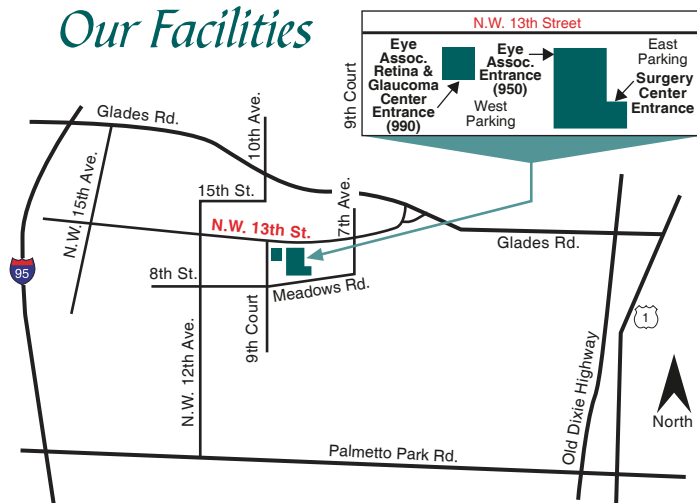 Our Facilities
N.W. 13th Street
9th Court
Eye
Assoc.
Retina &
Glaucoma
Center
Entrance
(990)
Eye
Assoc.
Entrance
(950)
West
Parking
East
Parking
Surgery
Center
Entrance
Glades Rd.
10th Ave.
N.W. 15th Ave.
15th St.
7th Ave.
N.W. 13th St.
Glades Rd.
95
8th St.
Meadows Rd.
9th Court
N.W. 12th Ave.
1
Old Dixie Highway
North
Palmetto Park Rd.